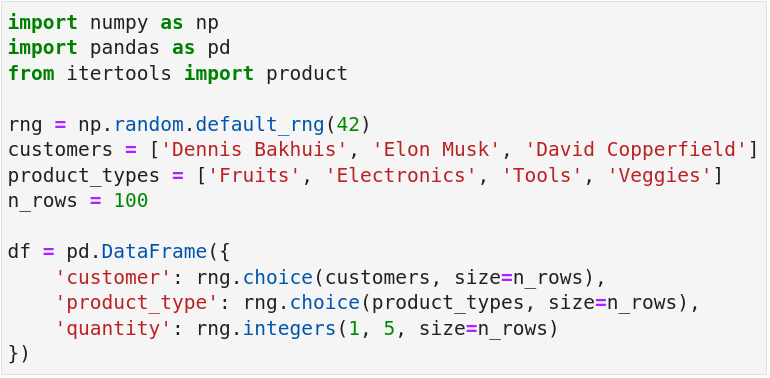 import numpy as np
import pandas as pd
from itertools import product

rng = np.random.default_rng(42)
customers = ['Dennis Bakhuis', 'Elon Musk', 'David Copperfield']
product_types = ['Fruits', 'Electronics', 'Tools', 'Veggies']
n_rows = 100

df = pd.DataFrame({
    'customer': rng.choice(customers, size=n_rows),
    'product_type': rng.choice(product_types, size=n_rows),
    'quantity': rng.integers(1, 5, size=n_rows)
})